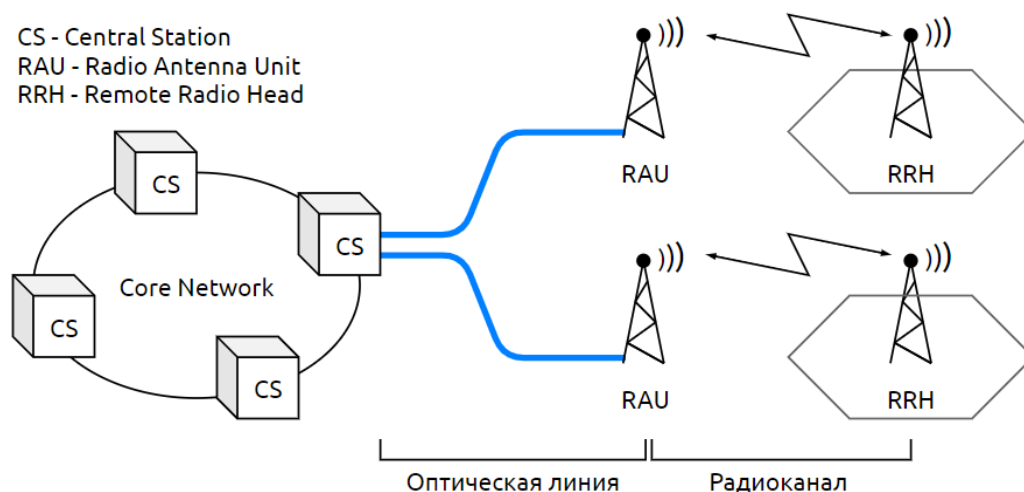 CS - Central Station
RAU - Radio Antenna Unit
RRH - Remote Radio Head
CS
CS
CS
CS
Core Network
RAU
RRH
RAU
RRH
Оптическая линия
Радиоканал